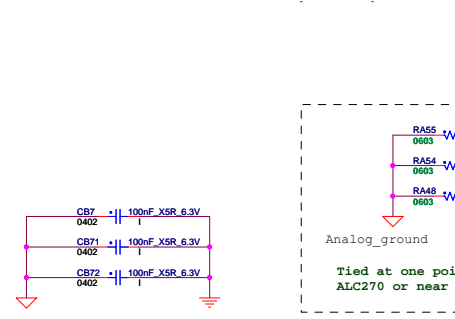 RA55
0603
RA54
0603
RA48
0603
CB7 100nF_X5R_6.3V
0402
CB71 100nF_X5R_6.3V
0402
CB72 100nF_X5R_6.3V
0402
Analog_ground
Tied at one poi
ALC270 or near